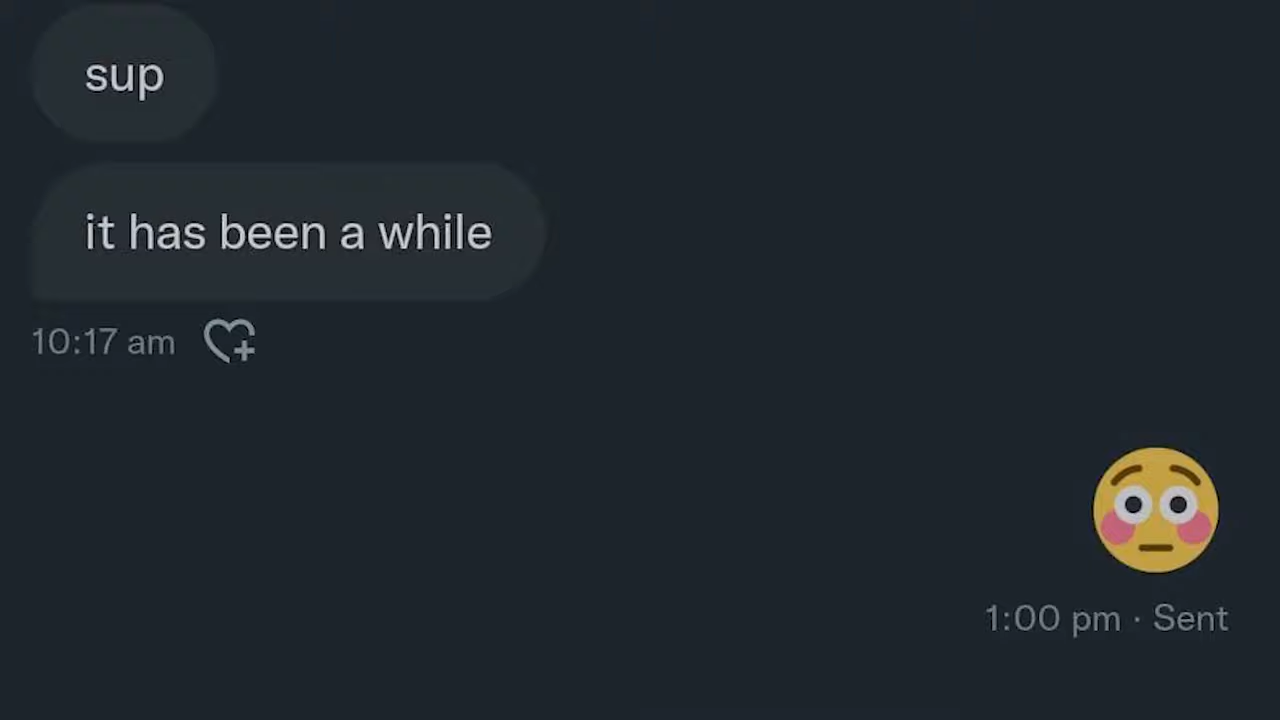 sup
it has been a while
10:17 am
😳
1:00 pm · Sent